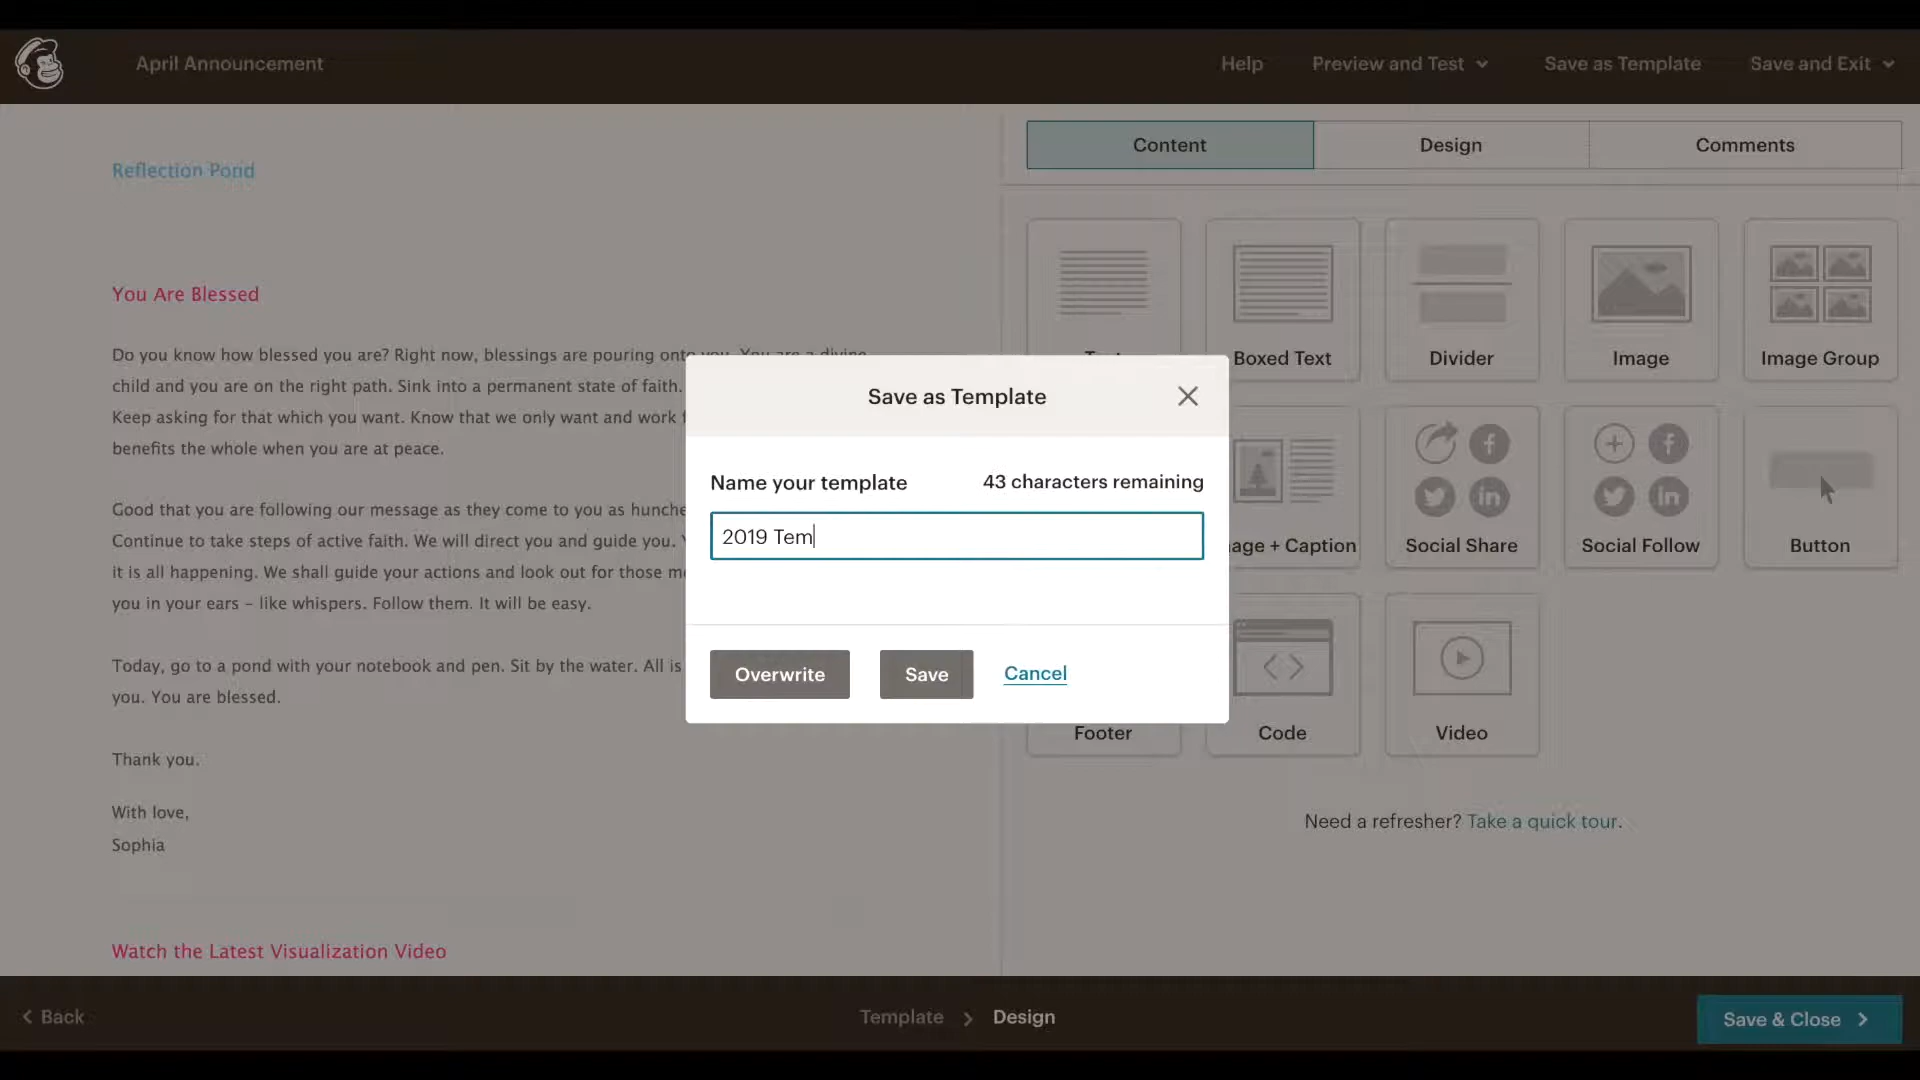 April Announcement
Help
Preview and Test
Save as Template
Save and Exit
Content
Design
Comments
Reflection Pond
You Are Blessed
Do you know how blessed you are? Right now, blessings are pouring onto you. You are a divine
child and you are on the right path. Sink into a permanent state of faith.
Keep asking for that which you want. Know that we only want and work
benefits the whole when you are at peace.
Good that you are following our message as they come to you as
Continue to take steps of active faith. We will direct you and guide you.
it is all happening. We shall guide your actions and look out for those
you in your ears – like whispers. Follow them. It will be easy.
Today, go to a pond with your notebook and pen. Sit by the water. All is
you. You are blessed.
Thank you.
With love,
Sophia
Watch the Latest Visualization Video
Save as Template
Name your template
43 characters remaining
2019 Tem
Overwrite
Save
Cancel
Boxed Text
Divider
Image
Image Group
+ Caption
Social Share
Social Follow
Button
Footer
Code
Video
Need a refresher? Take a quick tour.
Back
Template
Design
Save & Close